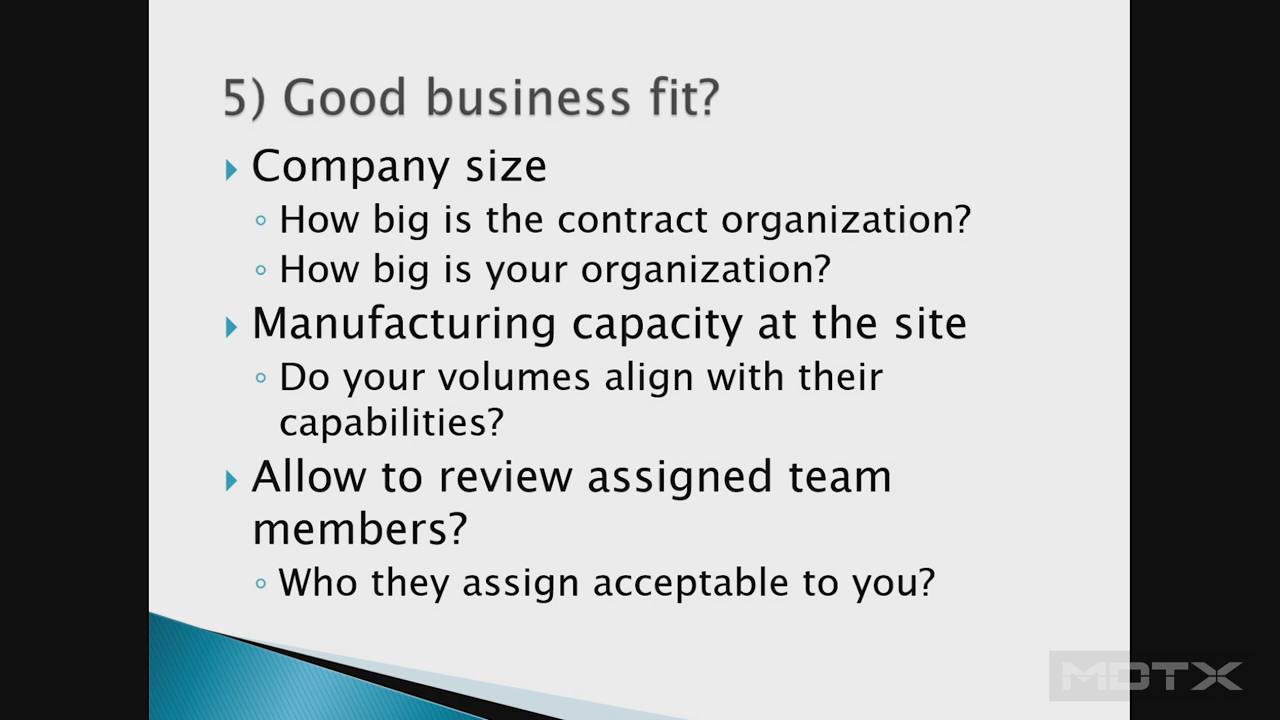 5) Good business fit?
Company size
How big is the contract organization?
How big is your organization?
Manufacturing capacity at the site
Do your volumes align with their
capabilities?
Allow to review assigned team
members?
Who they assign acceptable to you?
MDTX